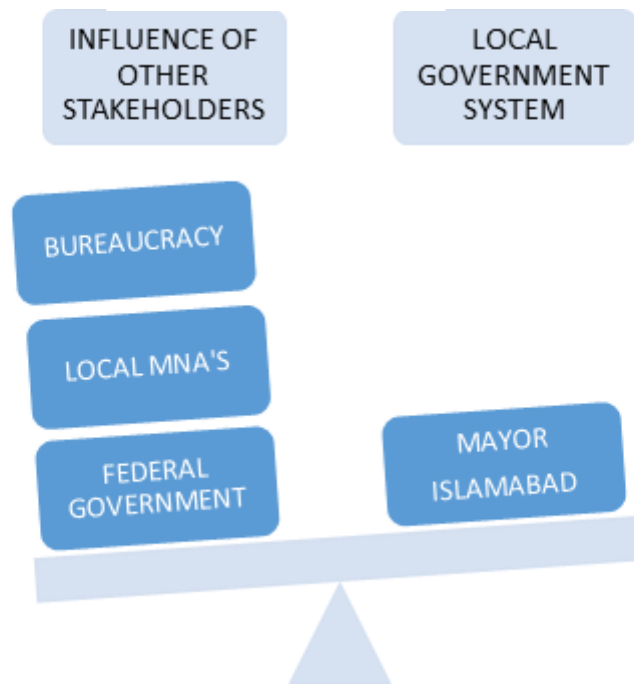 INFLUENCE OF
OTHER
STAKEHOLDERS
LOCAL
GOVERNMENT
SYSTEM
BUREAUCRACY
LOCAL MNA'S
FEDERAL
GOVERNMENT
MAYOR
ISLAMABAD